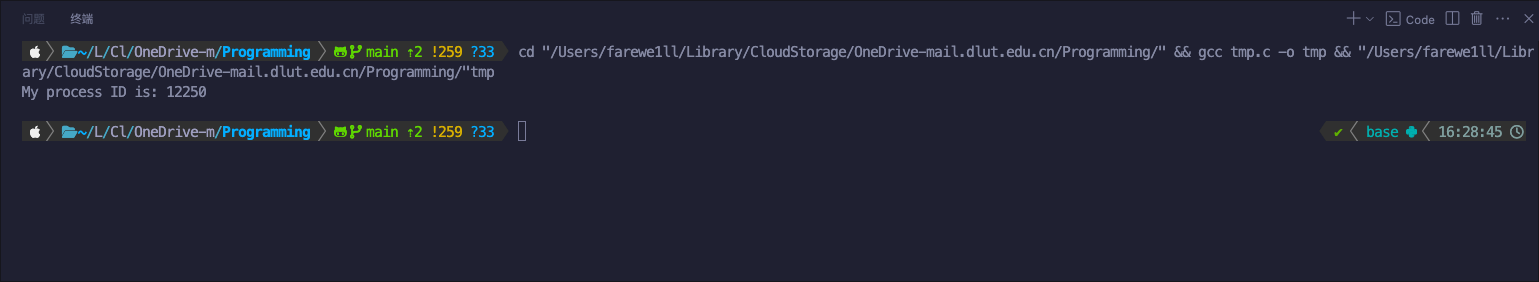 问题 终端
Code
~/L/Cl/OneDrive-m/Programming main ↑2 !259 ?33 cd "/Users/farewe1ll/Library/CloudStorage/OneDrive-mail.dlut.edu.cn/Programming/" && gcc tmp.c -o tmp && "/Users/farewe1ll/Libr
ary/CloudStorage/OneDrive-mail.dlut.edu.cn/Programming/"tmp
My process ID is: 12250
~/L/Cl/OneDrive-m/Programming main ↑2 !259 ?33 ✔ base 16:28:45